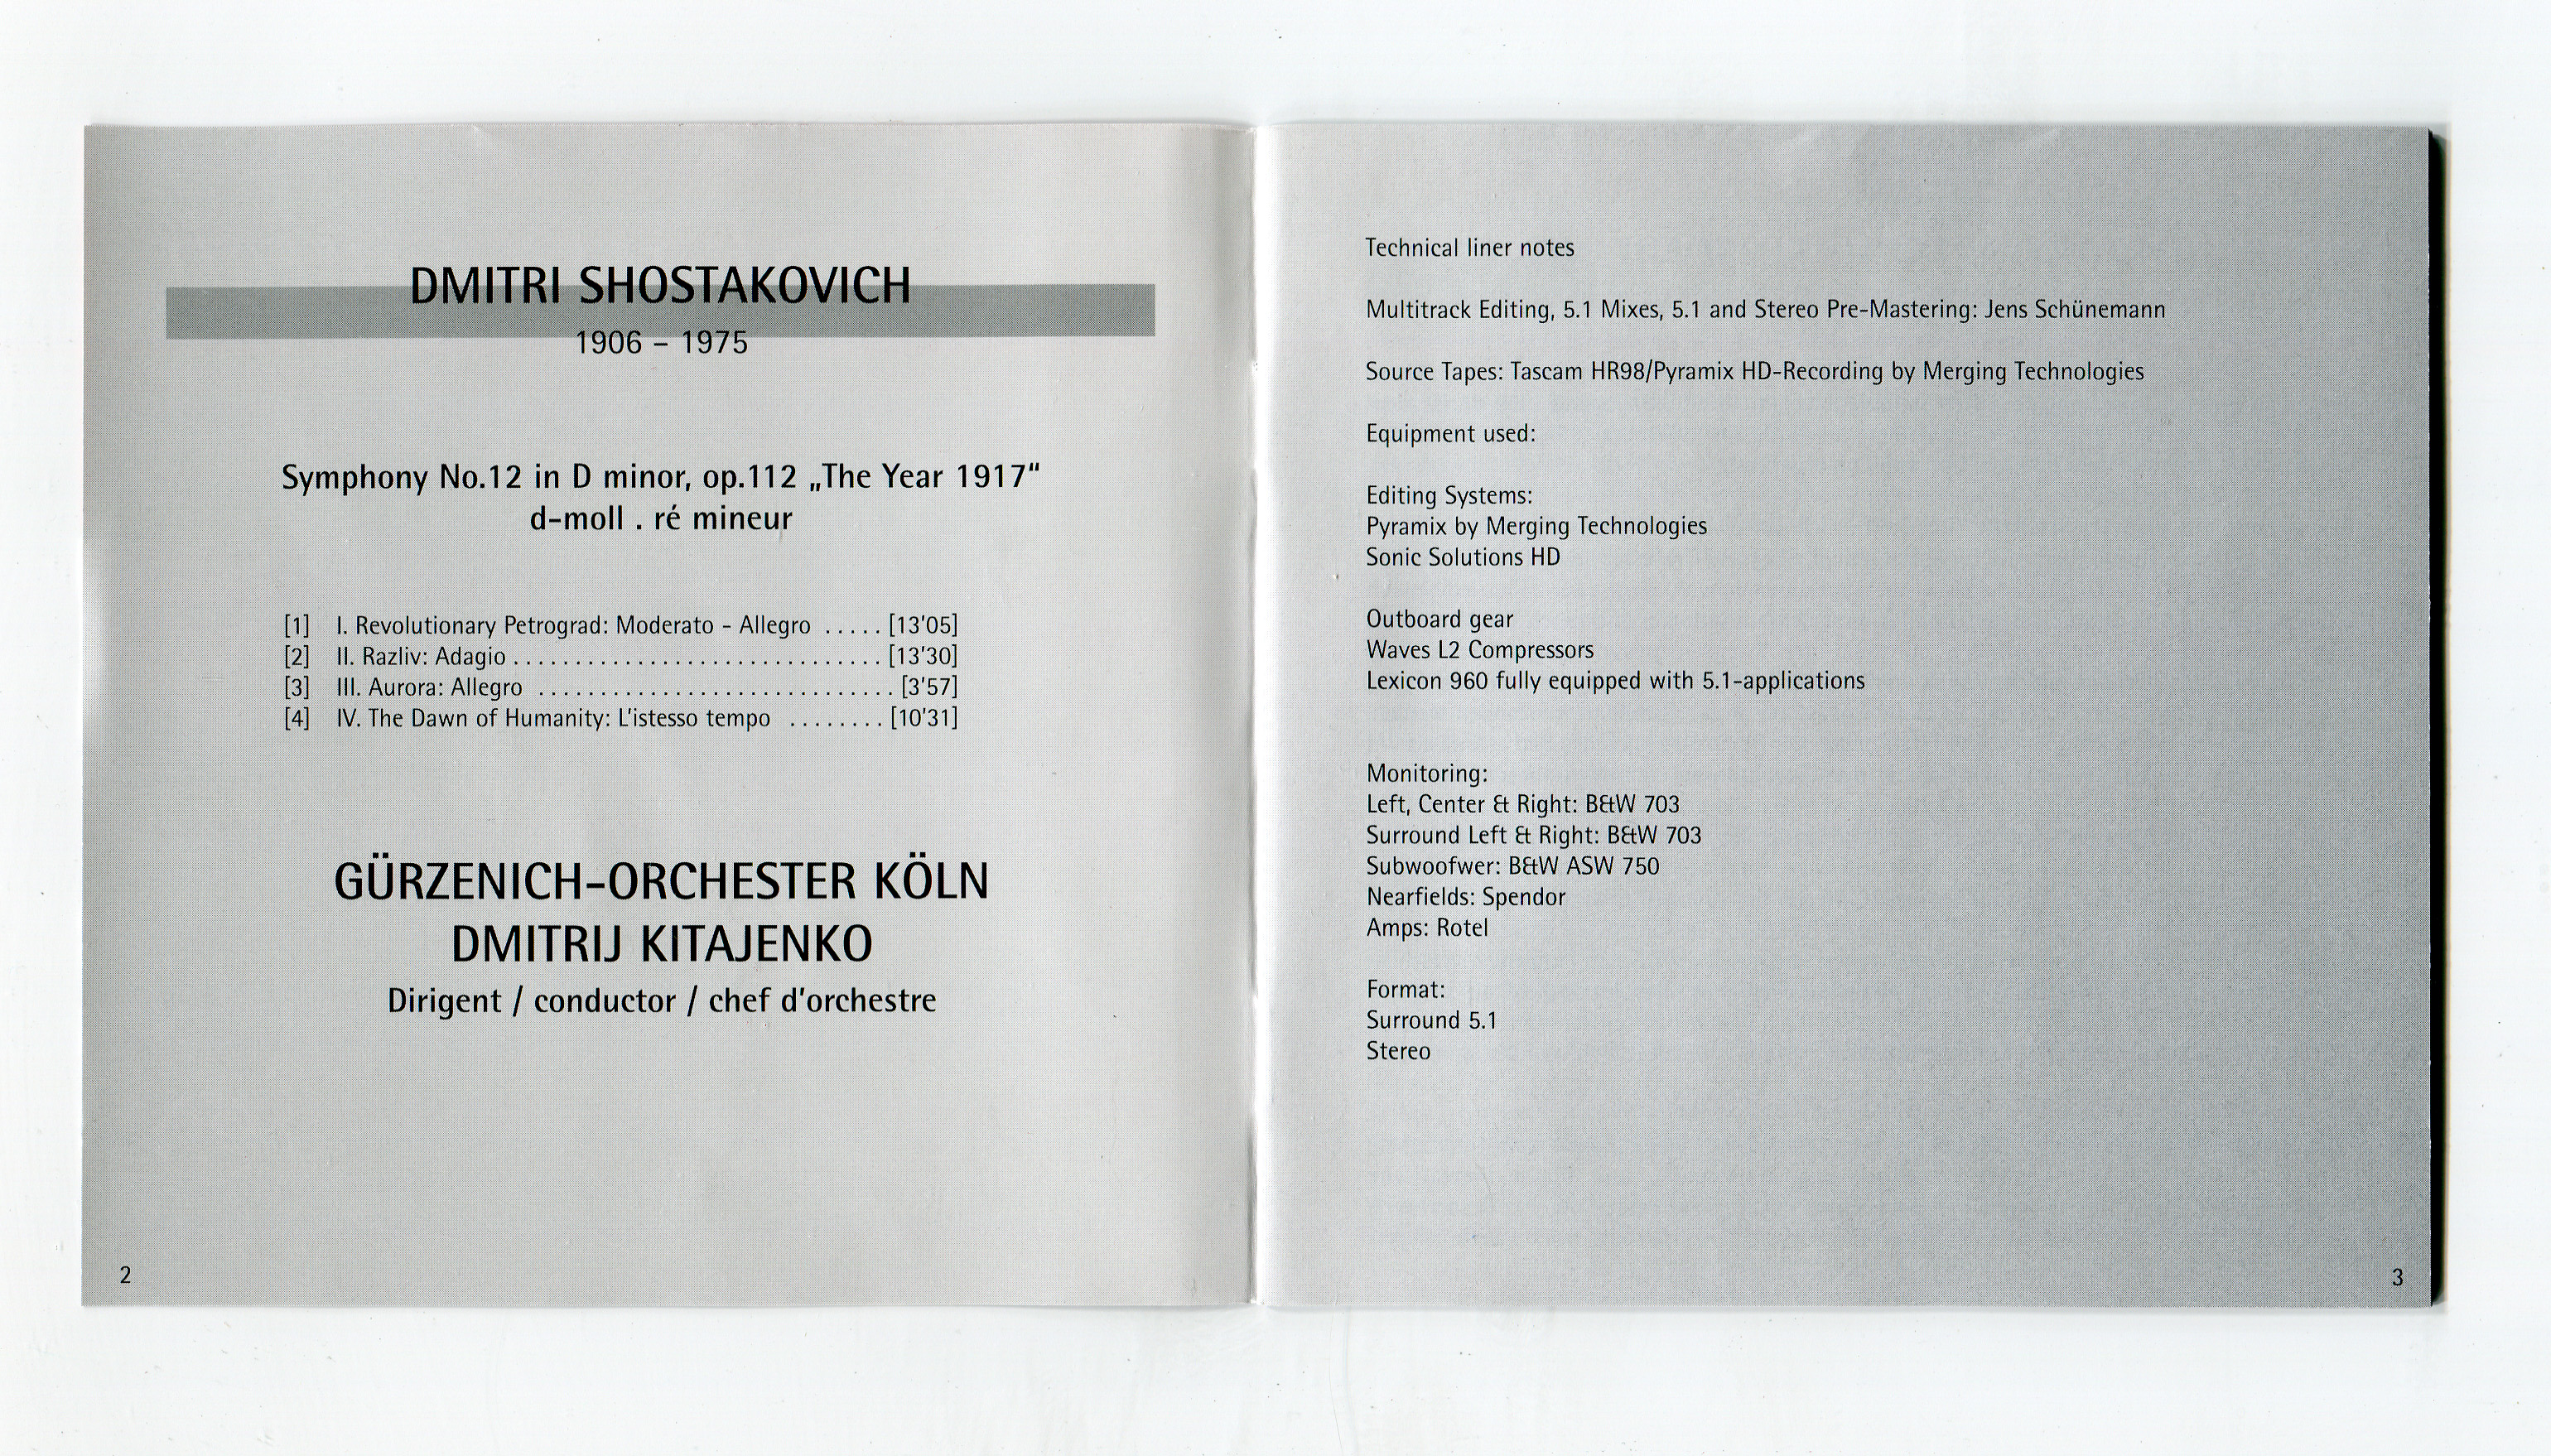 DMITRI SHOSTAKOVICH
1906 – 1975
Symphony No.12 in D minor, op.112 „The Year 1917“
d-moll . ré mineur
[1] I. Revolutionary Petrograd: Moderato - Allegro ..... [13'05]
[2] II. Razliv: Adagio .............................. [13'30]
[3] III. Aurora: Allegro ............................. [3'57]
[4] IV. The Dawn of Humanity: L'istesso tempo ........ [10'31]
GÜRZENICH-ORCHESTER KÖLN
DMITRIJ KITAJENKO
Dirigent / conductor / chef d'orchestre
2
Technical liner notes
Multitrack Editing, 5.1 Mixes, 5.1 and Stereo Pre-Mastering: Jens Schünemann
Source Tapes: Tascam HR98/Pyramix HD-Recording by Merging Technologies
Equipment used:
Editing Systems:
Pyramix by Merging Technologies
Sonic Solutions HD
Outboard gear
Waves L2 Compressors
Lexicon 960 fully equipped with 5.1-applications
Monitoring:
Left, Center & Right: B&W 703
Surround Left & Right: B&W 703
Subwoofwer: B&W ASW 750
Nearfields: Spendor
Amps: Rotel
Format:
Surround 5.1
Stereo
3